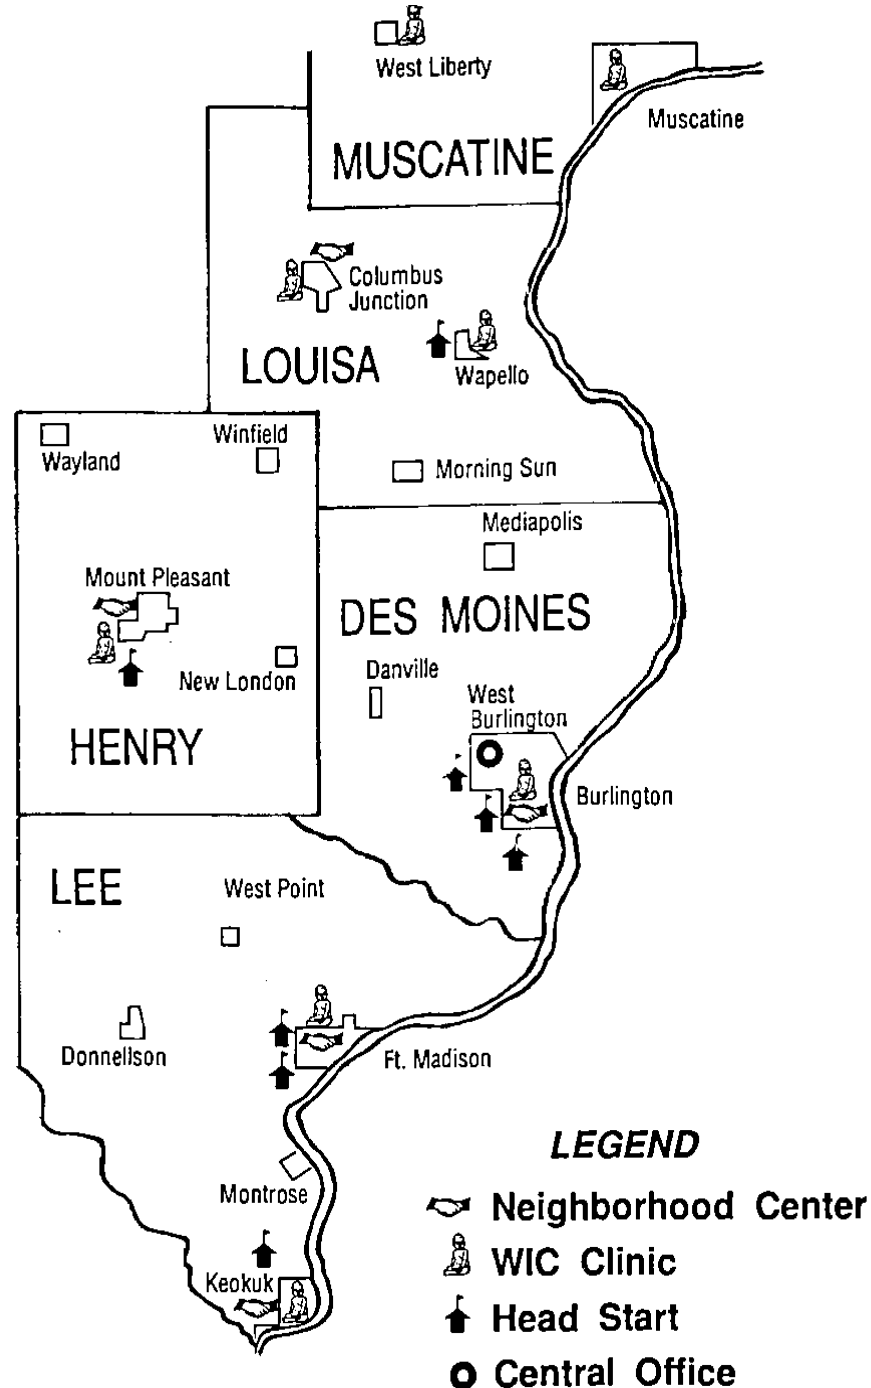 West Liberty
Muscatine
MUSCATINE
Columbus
Junction
LOUISA
Wapello
Wayland
Winfield
Morning Sun
Mediapolis
Mount Pleasant
DES MOINES
New London
Danville
West
Burlington
HENRY
Burlington
LEE
West Point
Donnellson
Ft. Madison
LEGEND
Montrose
Neighborhood Center
WIC Clinic
Keokuk
Head Start
Central Office